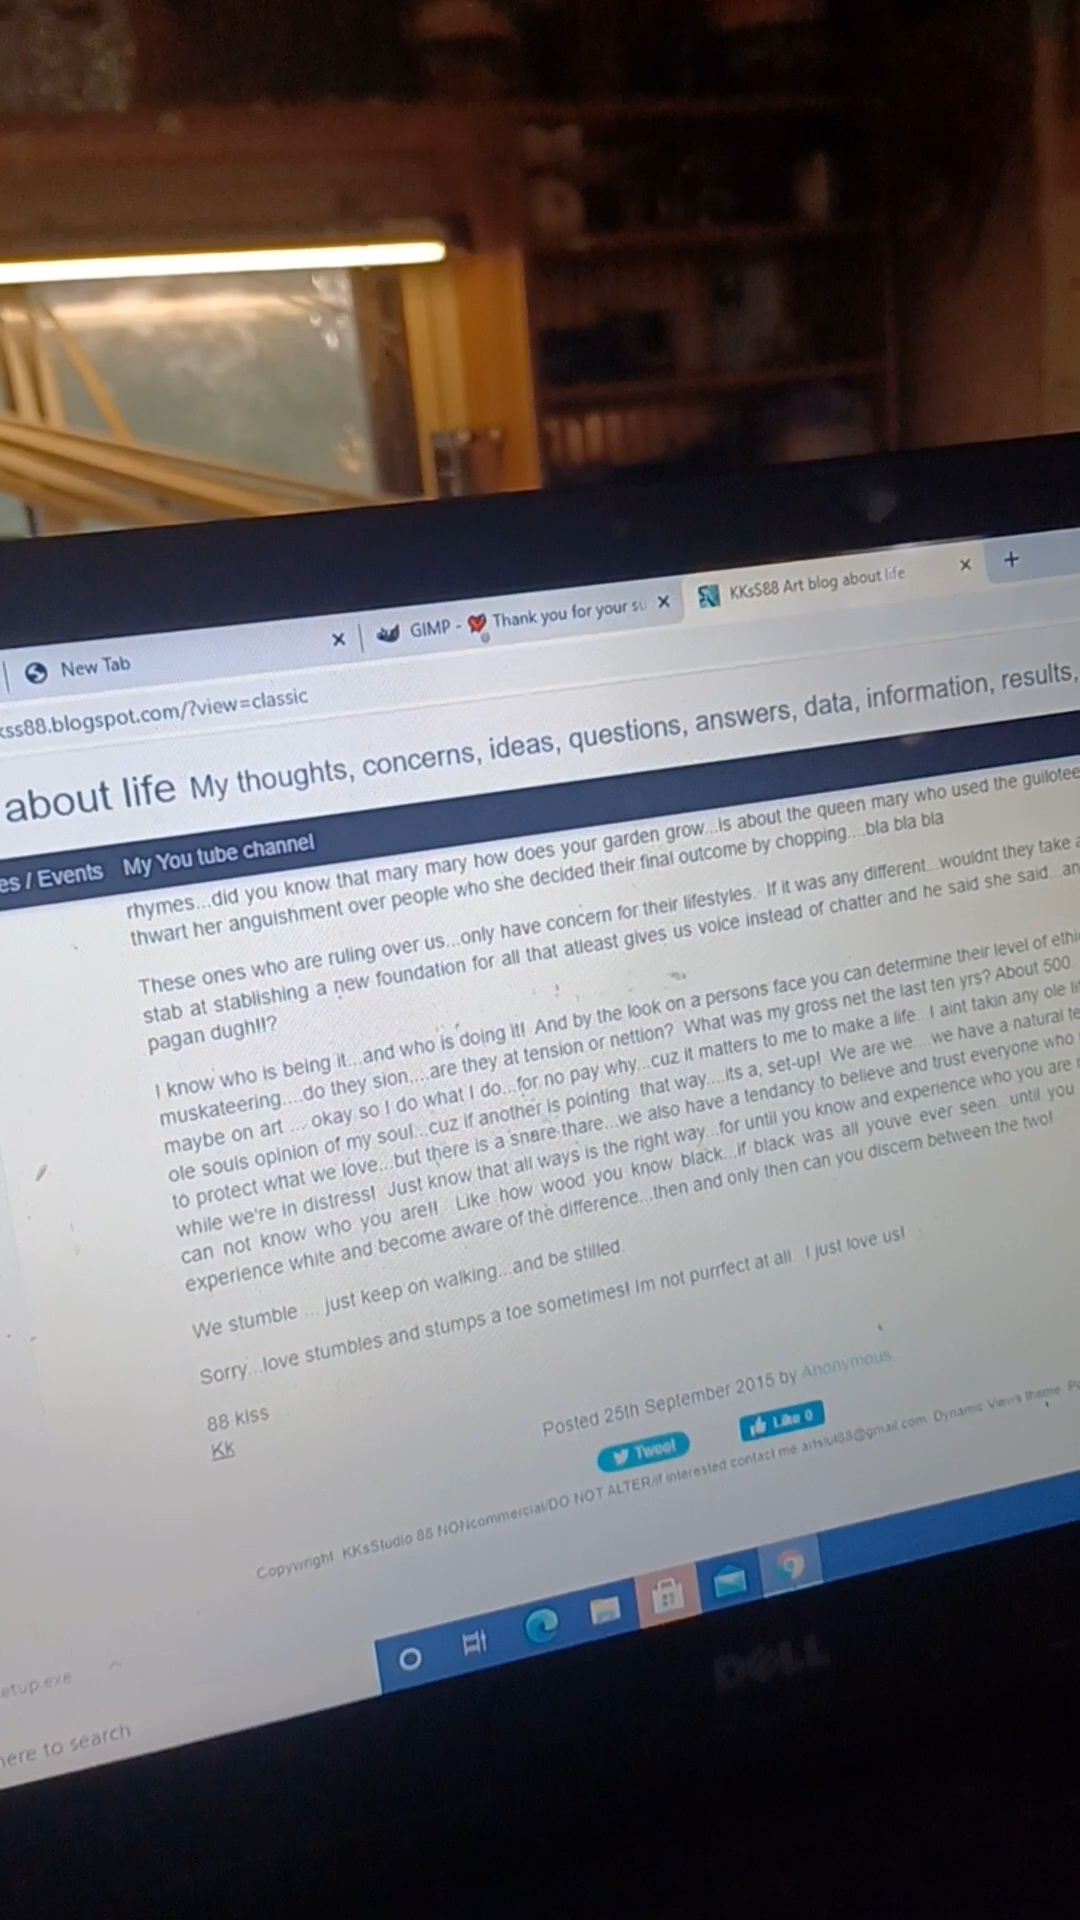 New Tab
GIMP - Thank you for your su
KKsS88 Art blog about life
kss88.blogspot.com/?view=classic
about life My thoughts, concerns, ideas, questions, answers, data, information, results,
es / Events My You tube channel
rhymes...did you know that mary mary how does your garden grow...is about the queen mary who used the guilotee
thwart her anguishment over people who she decided their final outcome by chopping....bla bla bla
These ones who are ruling over us...only have concern for their lifestyles. If it was any different...wouldnt they take a
stab at stablishing a new foundation for all that atleast gives us voice instead of chatter and he said she said...an
pagan dugh!!?
I know who is being it...and who is doing it! And by the look on a persons face you can determine their level of ethi
muskateering....do they sion....are they at tension or nettion? What was my gross net the last ten yrs? About 500
maybe on art ... okay so I do what I do...for no pay why...cuz it matters to me to make a life...I aint takin any ole li
ole souls opinion of my soul...cuz if another is pointing that way....its a, set-up! We are we....we have a natural te
to protect what we love...but there is a snare thare...we also have a tendancy to believe and trust everyone who
while we're in distress! Just know that all ways is the right way...for until you know and experience who you are
can not know who you are!! Like how wood you know black...if black was all youve ever seen...until you
experience white and become aware of the difference...then and only then can you discern between the two!
We stumble ... just keep on walking...and be stilled.
Sorry...love stumbles and stumps a toe sometimes! Im not purrfect at all. I just love us!
88 kiss
KK
Posted 25th September 2015 by Anonymous
Tweet
Like 0
Copywright KKsStudio 88 NONcommercial/DO NOT ALTER/if interested contact me artslut88@gmail.com. Dynamic Views theme.
etup.exe
here to search
DELL